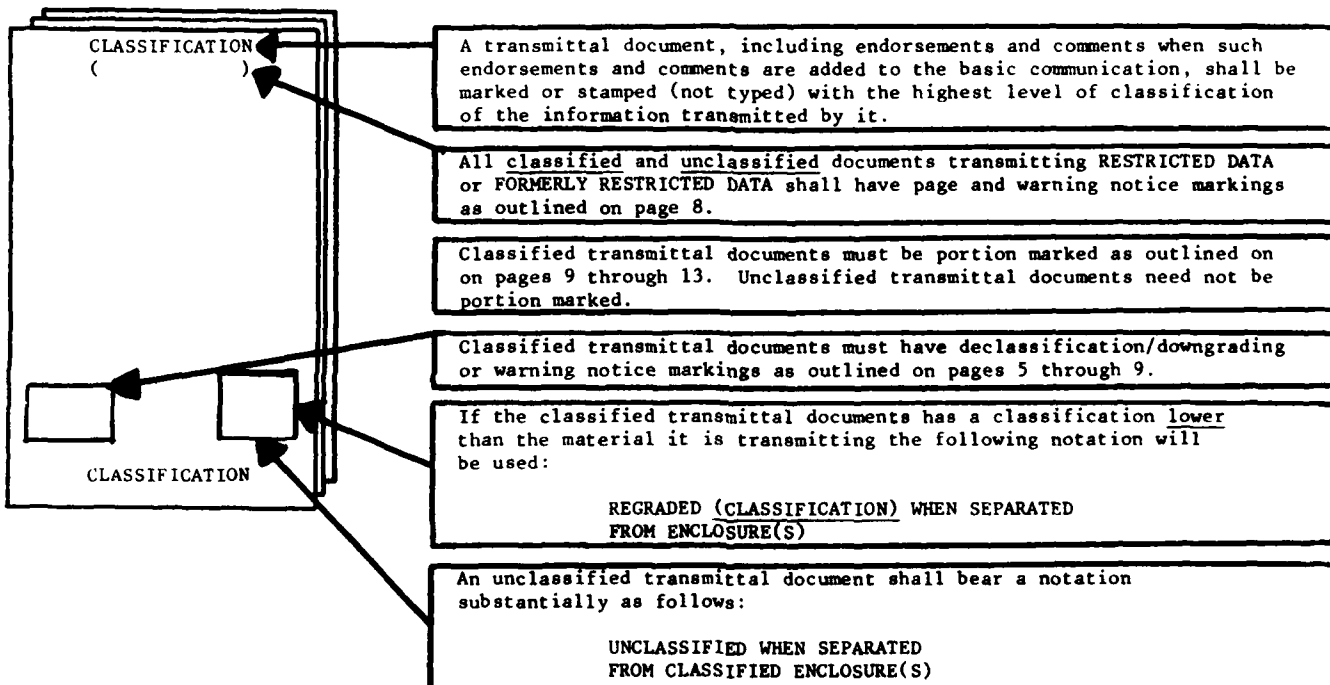 CLASSIFICATION
( )
CLASSIFICATION
A transmittal document, including endorsements and comments when such
endorsements and comments are added to the basic communication, shall be
marked or stamped (not typed) with the highest level of classification
of the information transmitted by it.
All classified and unclassified documents transmitting RESTRICTED DATA
or FORMERLY RESTRICTED DATA shall have page and warning notice markings
as outlined on page 8.
Classified transmittal documents must be portion marked as outlined on
on pages 9 through 13. Unclassified transmittal documents need not be
portion marked.
Classified transmittal documents must have declassification/downgrading
or warning notice markings as outlined on pages 5 through 9.
If the classified transmittal documents has a classification lower
than the material it is transmitting the following notation will
be used:
REGRADED (CLASSIFICATION) WHEN SEPARATED
FROM ENCLOSURE(S)
An unclassified transmittal document shall bear a notation
substantially as follows:
UNCLASSIFIED WHEN SEPARATED
FROM CLASSIFIED ENCLOSURE(S)